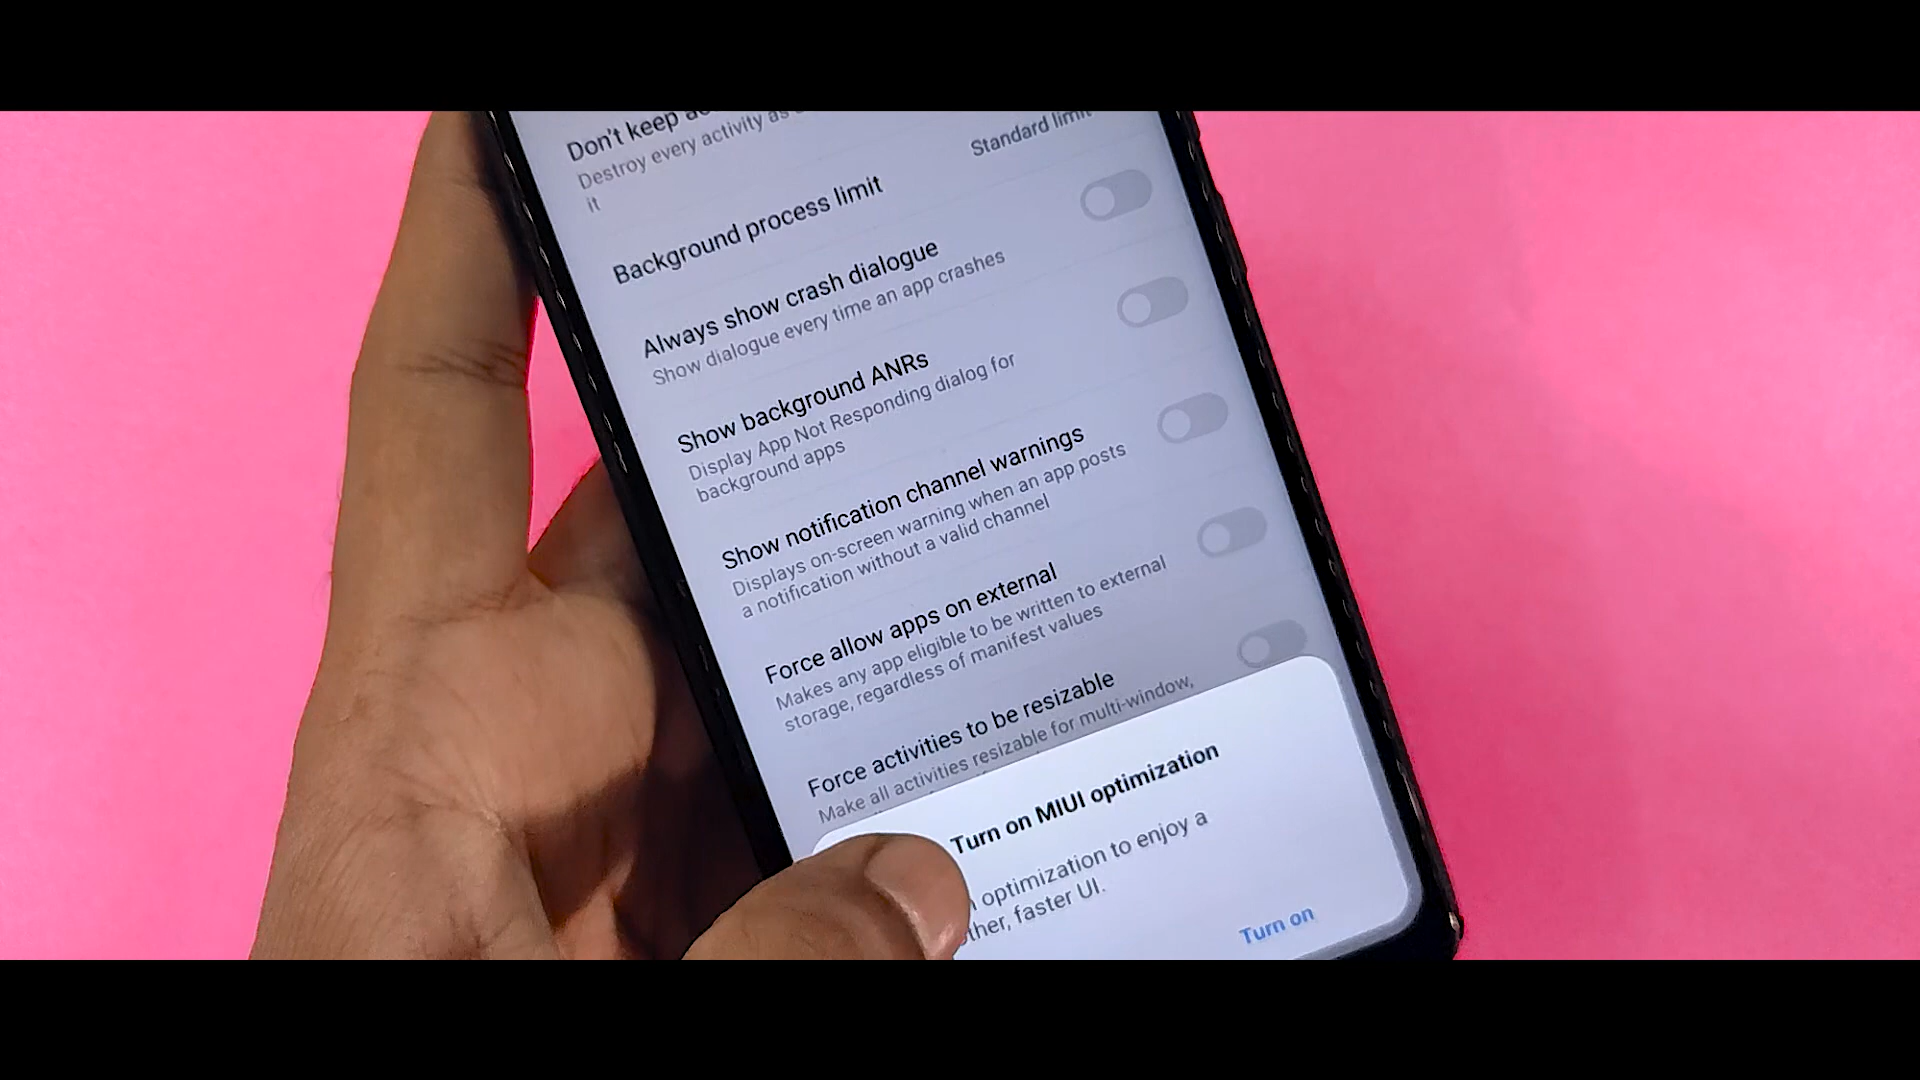 Don't keep
Destroy every activity as
it
Background process limit
Standard limit
Always show crash dialogue
Show dialogue every time an app crashes
Show background ANRs
Display App Not Responding dialog for
background apps
Show notification channel warnings
Displays on-screen warning when an app posts
a notification without a valid channel
Force allow apps on external
Makes any app eligible to be written to external
storage, regardless of manifest values
Force activities to be resizable
Make all activities resizable for multi-window,
Turn on MIUI optimization
optimization to enjoy a
ther, faster UI.
Turn on